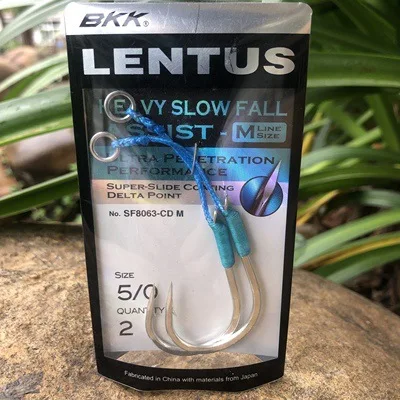 BKK
LENTUS
HEAVY SLOW FALL
ASSIST - M LINE SIZE
ULTRA PENETRATION
PERFORMANCE
SUPER-SLIDE COATING
DELTA POINT
No. SF8063-CD M
SIZE
5/0
QUANTITY
2
Fabricated in China with materials from Japan